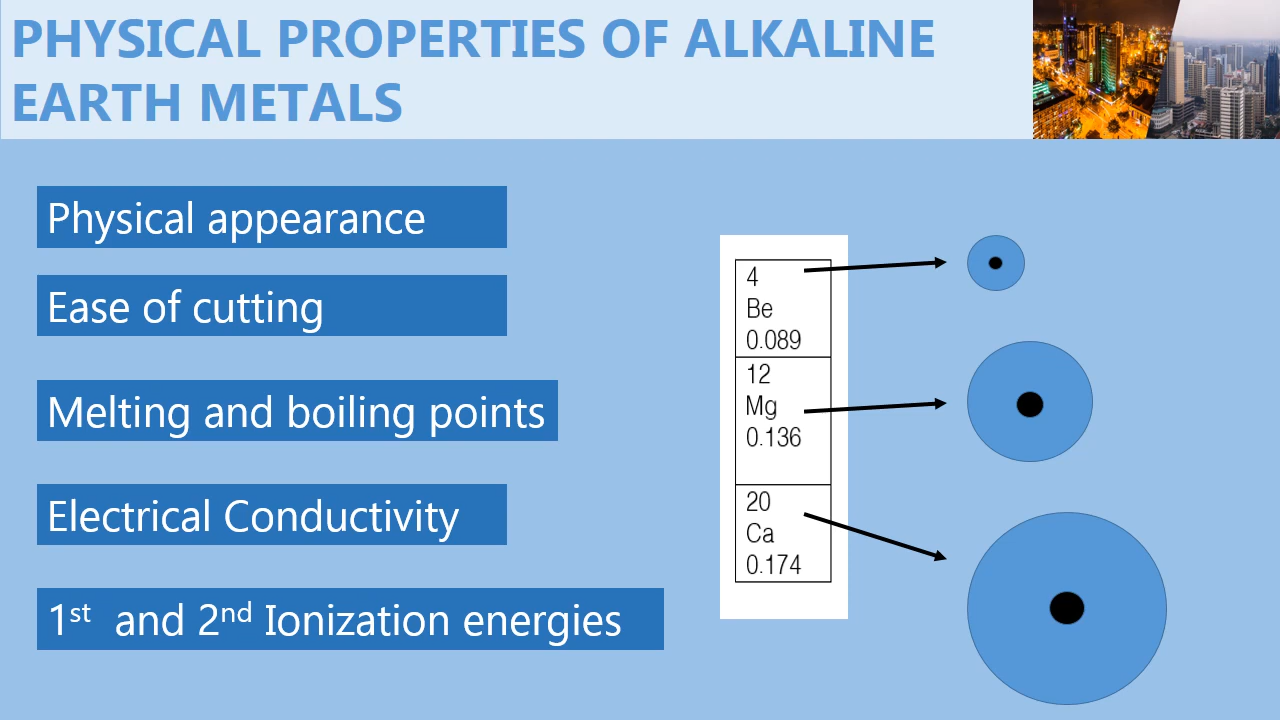 PHYSICAL PROPERTIES OF ALKALINE
EARTH METALS
Physical appearance
Ease of cutting
Melting and boiling points
Electrical Conductivity
1st and 2nd Ionization energies
4
Be
0.089
12
Mg
0.136
20
Ca
0.174